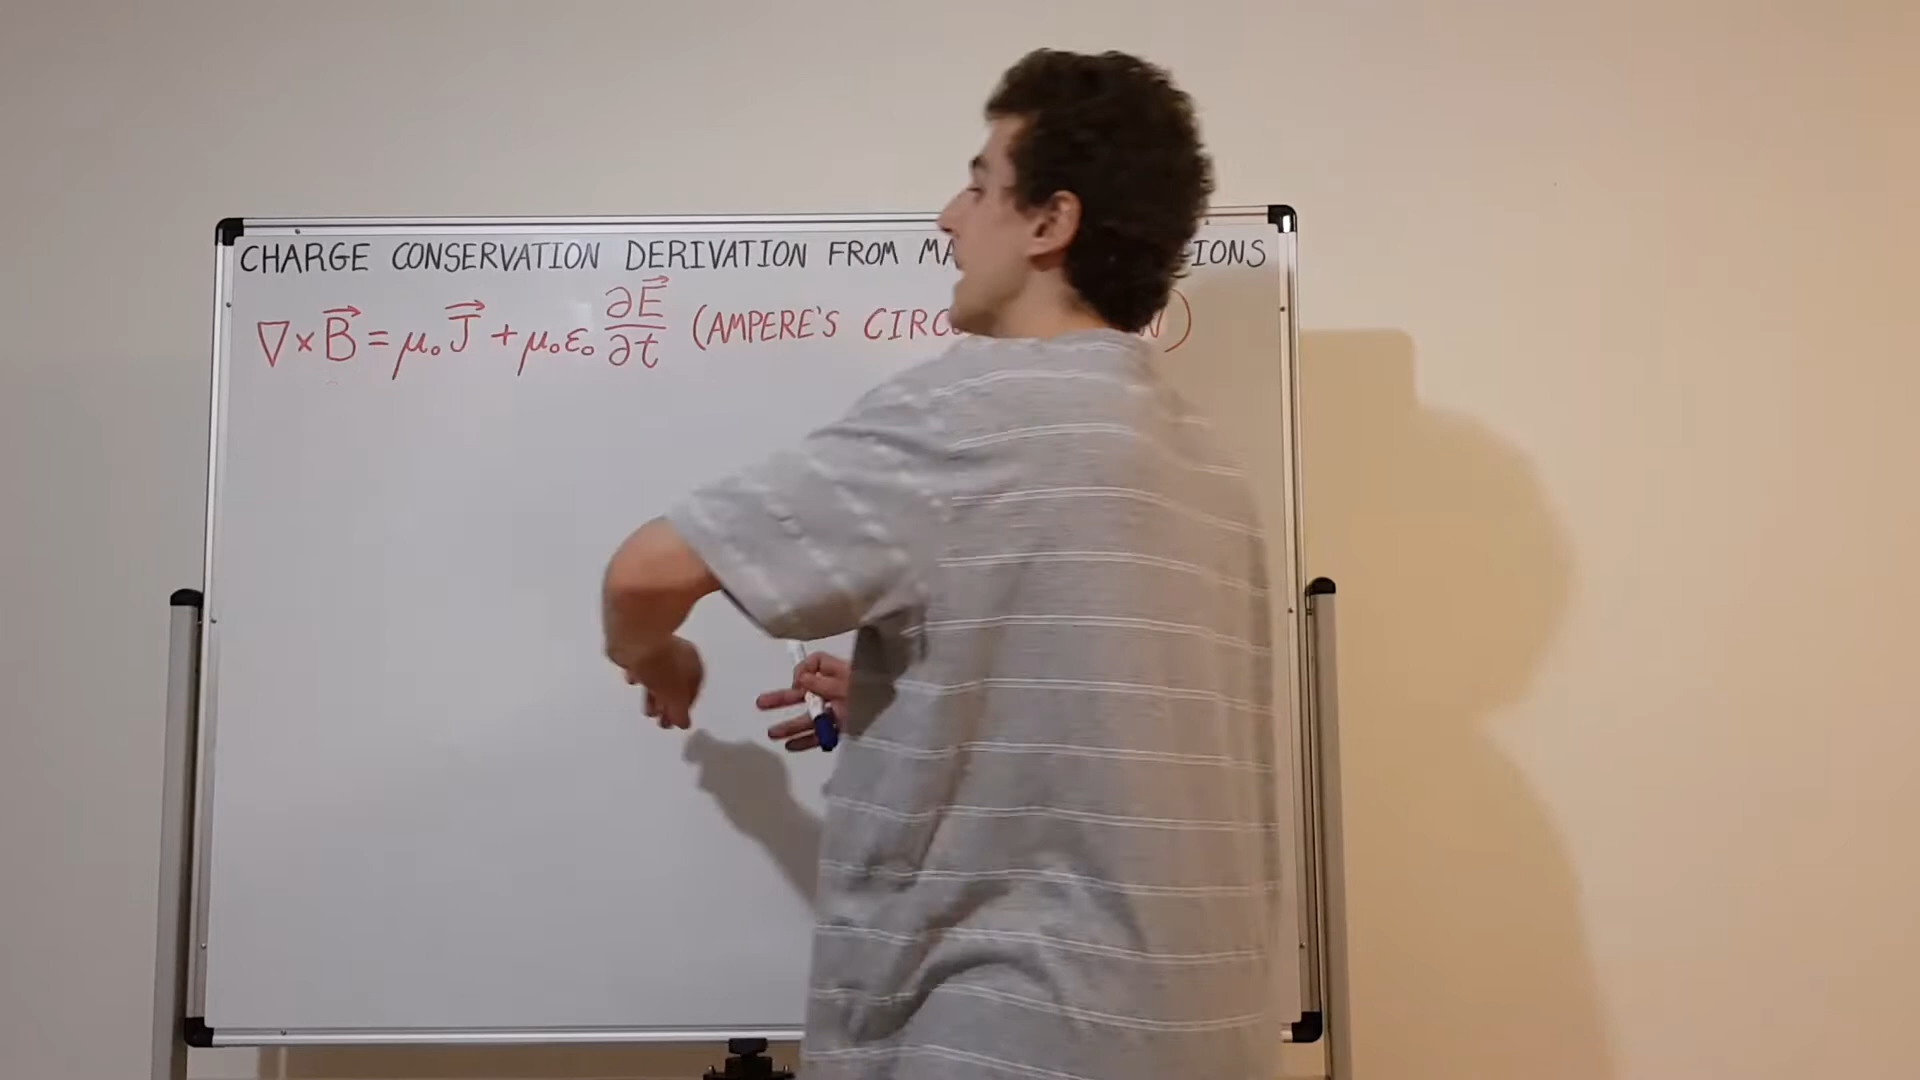 CHARGE CONSERVATION DERIVATION FROM MA IONS
∇×B⃗ = μ₀J⃗ + μ₀ε₀ ∂E⃗/∂t (AMPERE'S CIRC )